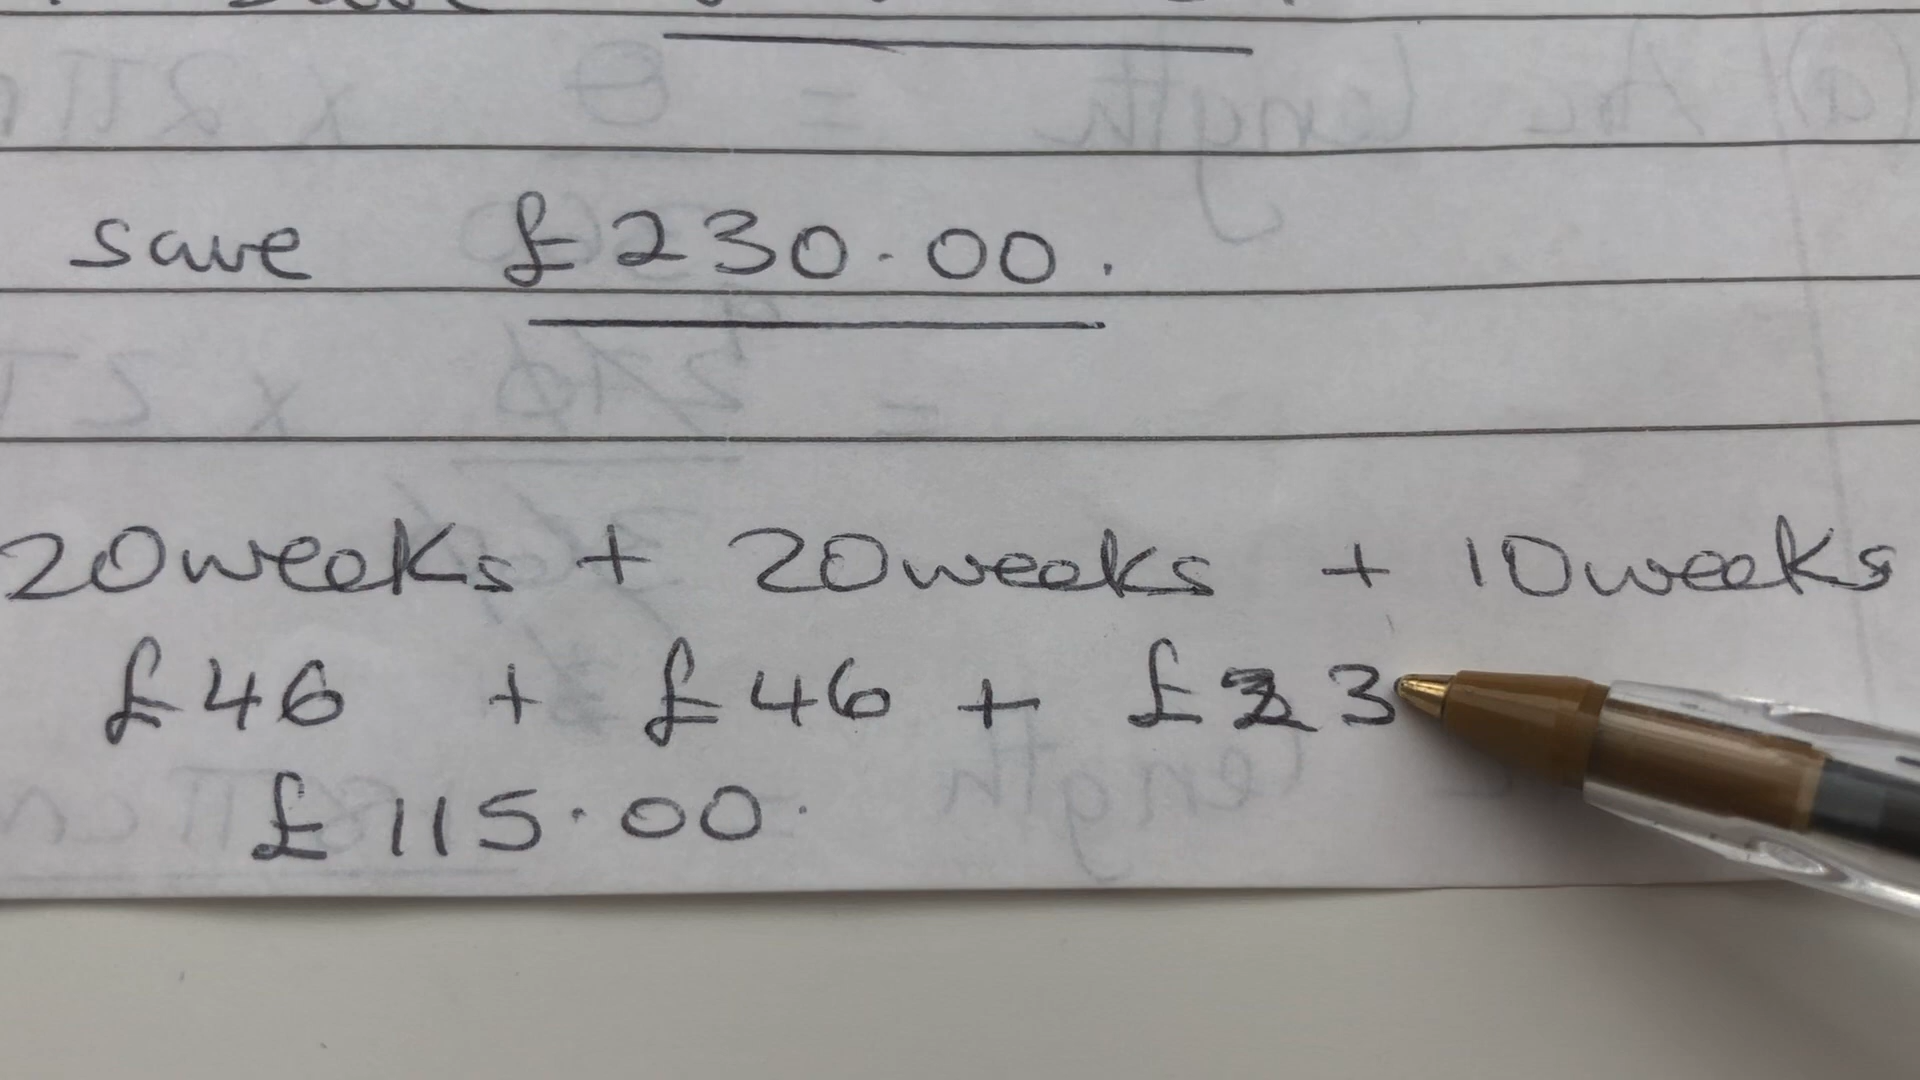 save £230.00.
20weeks + 20weeks + 10weeks
£46 + £46 + £23
£115.00.